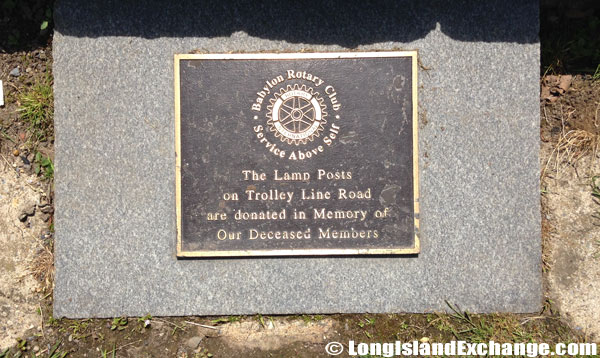 Babylon Rotary Club
Service Above Self
The Lamp Posts
on Trolley Line Road
are donated in Memory of
Our Deceased Members
© LongIslandExchange.com